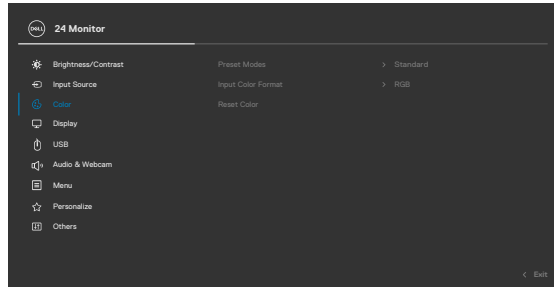 DELL 24 Monitor
Brightness/Contrast Preset Modes > Standard
Input Source Input Color Format > RGB
Color Reset Color
Display
USB
Audio & Webcam
Menu
Personalize
Others
< Exit